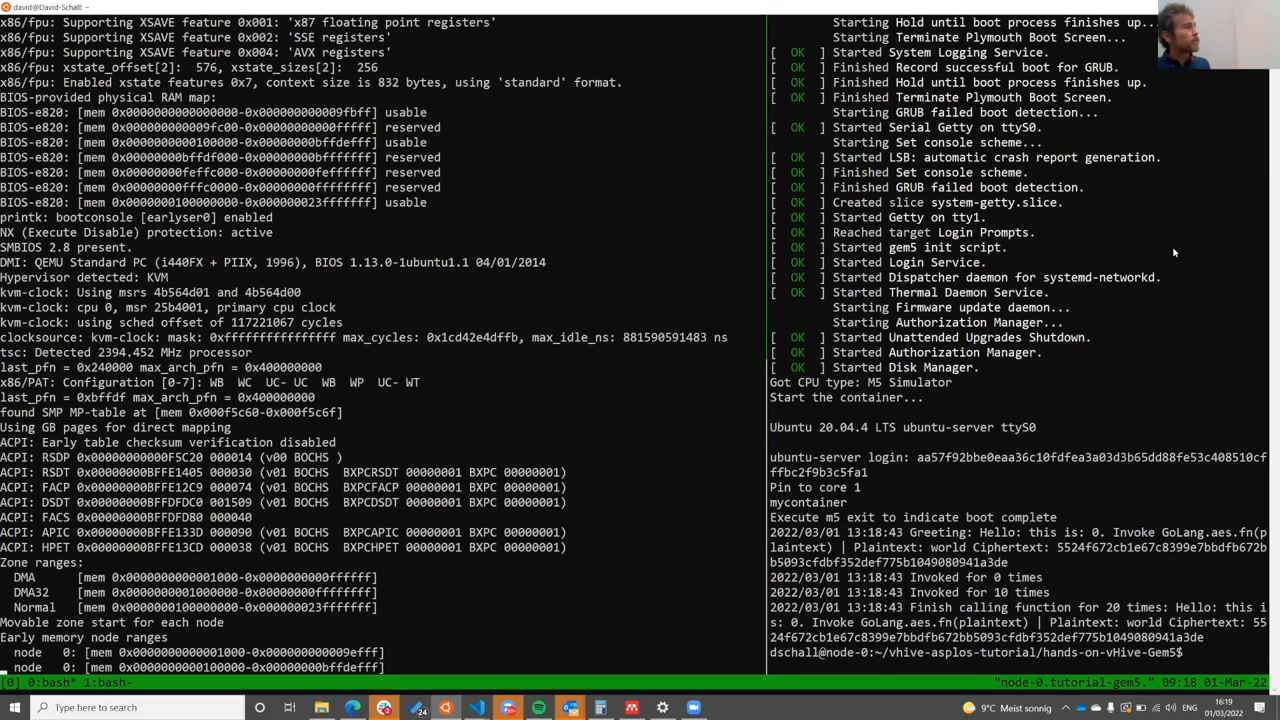 david@David-Schall: ~
x86/fpu: Supporting XSAVE feature 0x001: 'x87 floating point registers'
x86/fpu: Supporting XSAVE feature 0x002: 'SSE registers'
x86/fpu: Supporting XSAVE feature 0x004: 'AVX registers'
x86/fpu: xstate_offset[2]:  576, xstate_sizes[2]:  256
x86/fpu: Enabled xstate features 0x7, context size is 832 bytes, using 'standard' format.
BIOS-provided physical RAM map:
BIOS-e820: [mem 0x0000000000000000-0x000000000009fbff] usable
BIOS-e820: [mem 0x000000000009fc00-0x00000000000fffff] reserved
BIOS-e820: [mem 0x0000000000100000-0x00000000bffdefff] usable
BIOS-e820: [mem 0x00000000bffdf000-0x00000000bfffffff] reserved
BIOS-e820: [mem 0x00000000feffc000-0x00000000feffffff] reserved
BIOS-e820: [mem 0x00000000fffc0000-0x00000000ffffffff] reserved
BIOS-e820: [mem 0x0000000100000000-0x000000023fffffff] usable
printk: bootconsole [earlyser0] enabled
NX (Execute Disable) protection: active
SMBIOS 2.8 present.
DMI: QEMU Standard PC (i440FX + PIIX, 1996), BIOS 1.13.0-1ubuntu1.1 04/01/2014
Hypervisor detected: KVM
kvm-clock: Using msrs 4b564d01 and 4b564d00
kvm-clock: cpu 0, msr 25b4001, primary cpu clock
kvm-clock: using sched offset of 117221067 cycles
clocksource: kvm-clock: mask: 0xffffffffffffffff max_cycles: 0x1cd42e4dffb, max_idle_ns: 881590591483 ns
tsc: Detected 2394.452 MHz processor
last_pfn = 0x240000 max_arch_pfn = 0x400000000
x86/PAT: Configuration [0-7]: WB  WC  UC- UC  WB  WP  UC- WT
last_pfn = 0xbffdf max_arch_pfn = 0x400000000
found SMP MP-table at [mem 0x000f5c60-0x000f5c6f]
Using GB pages for direct mapping
ACPI: Early table checksum verification disabled
ACPI: RSDP 0x00000000000F5C20 000014 (v00 BOCHS )
ACPI: RSDT 0x00000000BFFE1405 000030 (v01 BOCHS  BXPCRSDT 00000001 BXPC 00000001)
ACPI: FACP 0x00000000BFFE12C9 000074 (v01 BOCHS  BXPCFACP 00000001 BXPC 00000001)
ACPI: DSDT 0x00000000BFFDFDC0 001509 (v01 BOCHS  BXPCDSDT 00000001 BXPC 00000001)
ACPI: FACS 0x00000000BFFDFD80 000040
ACPI: APIC 0x00000000BFFE133D 000090 (v01 BOCHS  BXPCAPIC 00000001 BXPC 00000001)
ACPI: HPET 0x00000000BFFE13CD 000038 (v01 BOCHS  BXPCHPET 00000001 BXPC 00000001)
Zone ranges:
DMA      [mem 0x0000000000001000-0x0000000000ffffff]
DMA32    [mem 0x0000000001000000-0x00000000ffffffff]
Normal   [mem 0x0000000100000000-0x000000023fffffff]
Movable zone start for each node
Early memory node ranges
node   0: [mem 0x0000000000001000-0x000000000009efff]
node   0: [mem 0x0000000000100000-0x00000000bffdefff]
Starting Hold until boot process finishes up...
Starting Terminate Plymouth Boot Screen...
[  OK  ] Started System Logging Service.
[  OK  ] Finished Record successful boot for GRUB.
[  OK  ] Finished Hold until boot process finishes up.
[  OK  ] Finished Terminate Plymouth Boot Screen.
Starting GRUB failed boot detection...
[  OK  ] Started Serial Getty on ttyS0.
Starting Set console scheme...
[  OK  ] Started LSB: automatic crash report generation.
[  OK  ] Finished Set console scheme.
[  OK  ] Finished GRUB failed boot detection.
[  OK  ] Created slice system-getty.slice.
[  OK  ] Started Getty on tty1.
[  OK  ] Reached target Login Prompts.
[  OK  ] Started gem5 init script.
[  OK  ] Started Login Service.
[  OK  ] Started Dispatcher daemon for systemd-networkd.
[  OK  ] Started Thermal Daemon Service.
Starting Firmware update daemon...
Starting Authorization Manager...
[  OK  ] Started Unattended Upgrades Shutdown.
[  OK  ] Started Authorization Manager.
[  OK  ] Started Disk Manager.
Got CPU type: M5 Simulator
Start the container...
Ubuntu 20.04.4 LTS ubuntu-server ttyS0
ubuntu-server login: aa57f92bbe0eaa36c10fdfea3a03d3b65dd88fe53c408510cf
ffbc2f9b3c5fa1
Pin to core 1
mycontainer
Execute m5 exit to indicate boot complete
2022/03/01 13:18:43 Greeting: Hello: this is: 0. Invoke GoLang.aes.fn(p
laintext) | Plaintext: world Ciphertext: 5524f672cb1e67c8399e7bbdfb672b
b5093cfdbf352def775b1049080941a3de
2022/03/01 13:18:43 Invoked for 0 times
2022/03/01 13:18:43 Invoked for 10 times
2022/03/01 13:18:43 Finish calling function for 20 times: Hello: this i
s: 0. Invoke GoLang.aes.fn(plaintext) | Plaintext: world Ciphertext: 55
24f672cb1e67c8399e7bbdfb672bb5093cfdbf352def775b1049080941a3de
dschall@node-0:~/vhive-asplos-tutorial/hands-on-vHive-Gem5$
[0] 0:bash* 1:bash-
"node-0.tutorial-gem5." 09:18 01-Mar-22
Type here to search
24
9°C Meist sonnig
ENG
16:19
01/03/2022